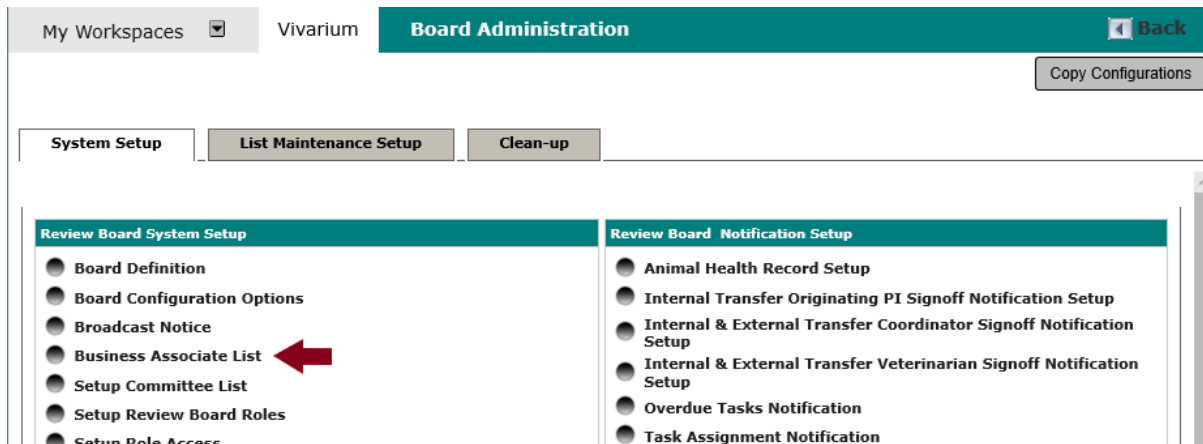 My Workspaces
Vivarium
Board Administration
Back
Copy Configurations
System Setup
List Maintenance Setup
Clean-up
Review Board System Setup
Board Definition
Board Configuration Options
Broadcast Notice
Business Associate List
Setup Committee List
Setup Review Board Roles
Setup Role Access
Review Board Notification Setup
Animal Health Record Setup
Internal Transfer Originating PI Signoff Notification Setup
Internal & External Transfer Coordinator Signoff Notification
Setup
Internal & External Transfer Veterinarian Signoff Notification
Setup
Overdue Tasks Notification
Task Assignment Notification